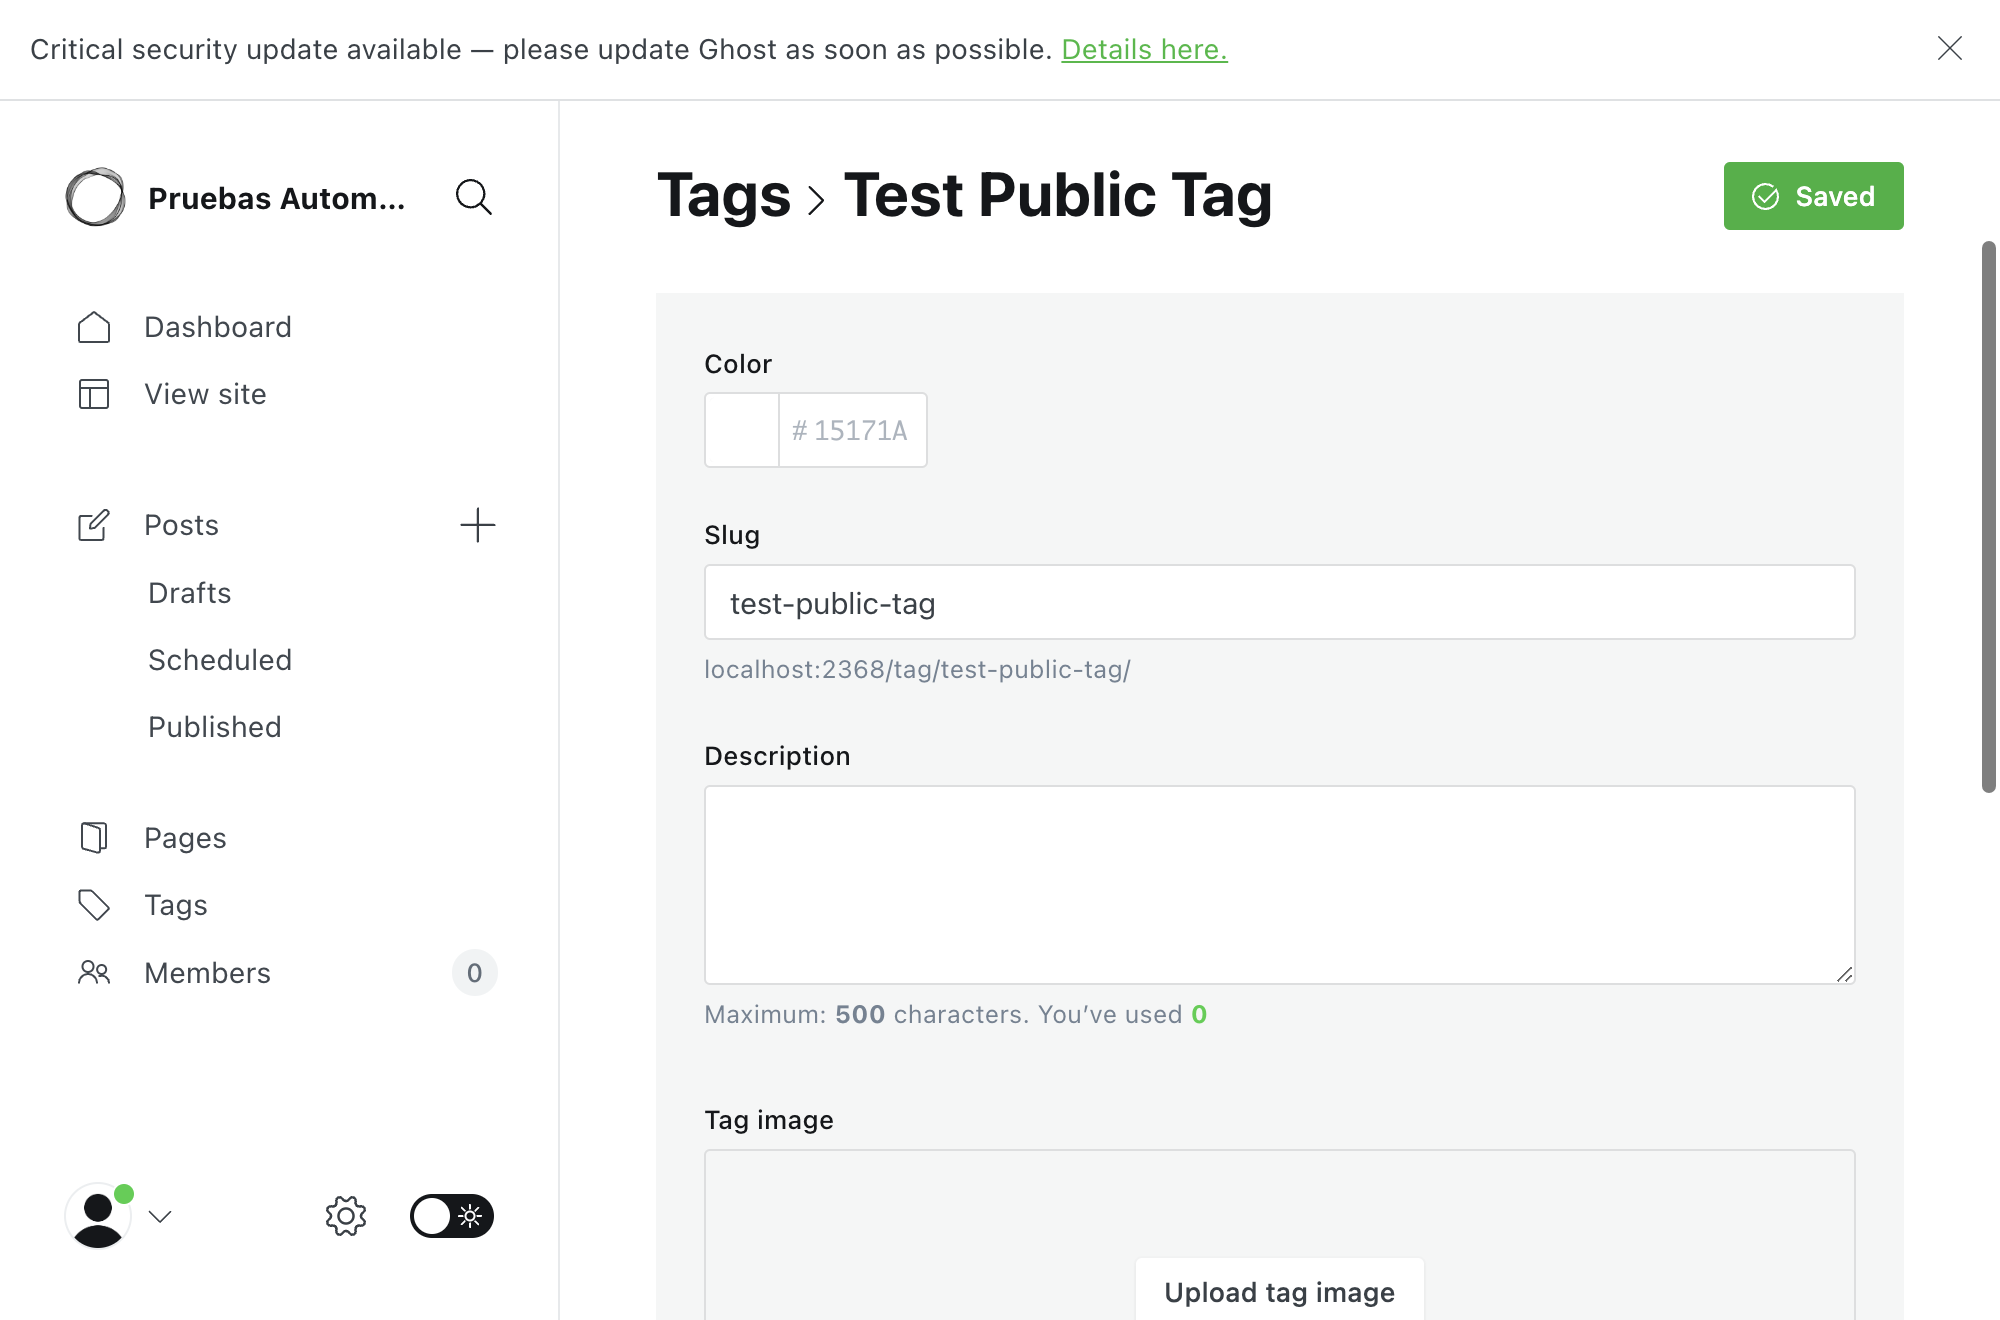 Critical security update available — please update Ghost as soon as possible. Details here.
Pruebas Autom...
Dashboard
View site
Posts
Drafts
Scheduled
Published
Pages
Tags
Members
0
Tags > Test Public Tag
Saved
Color
# 15171A
Slug
test-public-tag
localhost:2368/tag/test-public-tag/
Description
Maximum: 500 characters. You’ve used 0
Tag image
Upload tag image